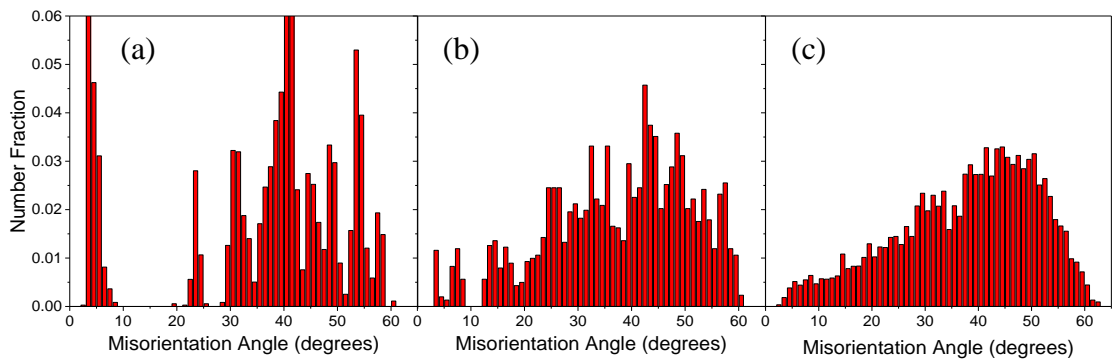 (a) (b) (c)
0.06
0.05
0.04
0.03
0.02
0.01
0.00
Number Fraction
0 10 20 30 40 50 60 0 10 20 30 40 50 60 0 10 20 30 40 50 60
Misorientation Angle (degrees) Misorientation Angle (degrees) Misorientation Angle (degrees)